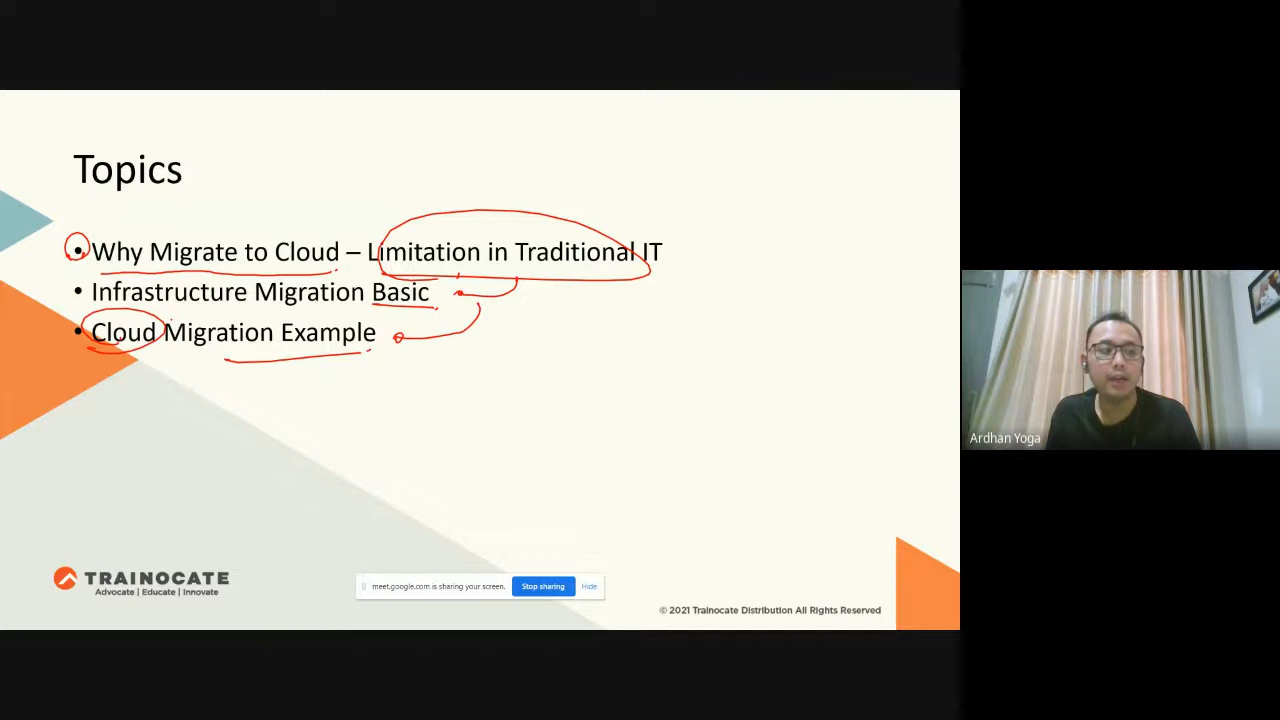 Topics
• Why Migrate to Cloud – Limitation in Traditional IT
• Infrastructure Migration Basic
• Cloud Migration Example
Ardhan Yoga
TRAINOCATE
Advocate | Educate | Innovate
meet.google.com is sharing your screen. Stop sharing Hide
© 2021 Trainocate Distribution All Rights Reserved